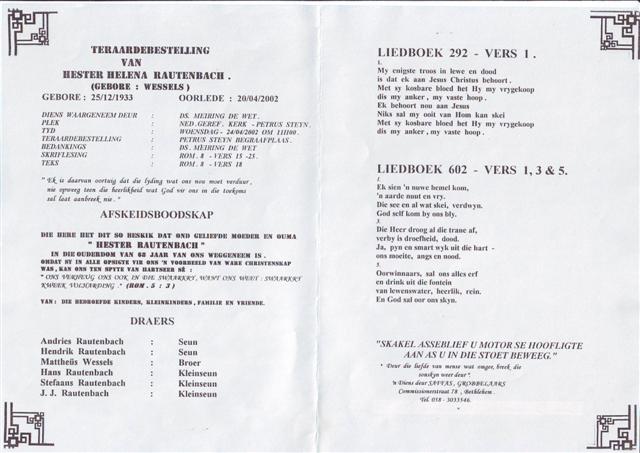 TERAARDEBESTELLING
VAN
HESTER HELENA RAUTENBACH .
(GEBORE : WESSELS )
GEBORE : 25/12/1933 OORLEDE : 20/04/2002
DIENS WAARGENEEM DEUR : DS. MEIRING DE WET.
PLEK : NED. GEREF. KERK - PETRUS STEYN.
TYD : WOENSDAG - 24/04/2002 OM 11H00.
TERAARDEBESTELLING : PETRUS STEYN BEGRAAFPLAAS.
BEDANKINGS : DS. MEIRING DE WET
SKRIFLESING : ROM. 8 - VERS 15 -25.
TEKS : ROM. 8 - VERS 18
"Ek is daarvan oortuig dat die lyding wat ons nou moet verduur,
nie opweeg teen die heerlikheid wat God vir ons in die toekoms
sal laat aanbreek nie."
AFSKEIDSBOODSKAP
DIE HERE HET DIT SO BESKIK DAT ONS GELIEFDE MOEDER EN OUMA
" HESTER RAUTENBACH "
IN DIE OUDERDOM VAN 68 JAAR VAN ONS WEGGENEEM IS .
OMDAT SY IN ALLE OPSIGTE VIR ONS 'N VOORBEELD VAN WARE CHRISTENSKAP
WAS, KAN ONS TEN SPYTE VAN HARTSEER SÊ :
" ONS VERHEUG ONS OOK IN DIE SWAARKRY, WANT ONS WEET : SWAARKRY
KWEEK VOLHARDING ." (ROM. 5 : 3 )
VAN : DIE BEDROEFDE KINDERS, KLEINKINDERS , FAMILIE EN VRIENDE.
DRAERS
Andries Rautenbach : Seun
Hendrik Rautenbach : Seun
Mattheüs Wessels : Broer
Hans Rautenbach : Kleinseun
Stefaans Rautenbach : Kleinseun
J. J. Rautenbach : Kleinseun
LIEDBOEK 292 - VERS 1 .
1.
My enigste troos in lewe en dood
is dat ek aan Jesus Christus behoort .
Met sy kosbare bloed het Hy my vrygekoop
dis my anker , my vaste hoop .
Ek behoort nou aan Jesus
Niks sal my ooit van Hom kan skei
Met sy kosbare bloed het Hy my vrygekoop
dis my anker , my vaste hoop .
LIEDBOEK 602 - VERS 1, 3 & 5.
1.
Ek sien 'n nuwe hemel kom,
'n aarde nuut en vry.
Die see en al wat skei, verdwyn.
God self kom by ons bly.
3.
Die Heer droog al die trane af,
verby is droefheid, dood.
Ja, pyn en smart wyk uit die hart -
ons moeite, angs en nood.
5.
Oorwinnaars, sal ons alles erf
en drink uit die fontein
van lewenswater, heerlik, rein.
En God sal oor ons skyn.
"SKAKEL ASSEBLIEF U MOTOR SE HOOFLIGTE
AAN AS U IN DIE STOET BEWEEG."
" Deur die liefde van mense wat omgee, breek die
sonskyn weer deur ".
'n Diens deur SAFFAS , GROBBELAARS
Commissionerstraat 78 , Bethlehem .
Tel. 058 - 3033546.